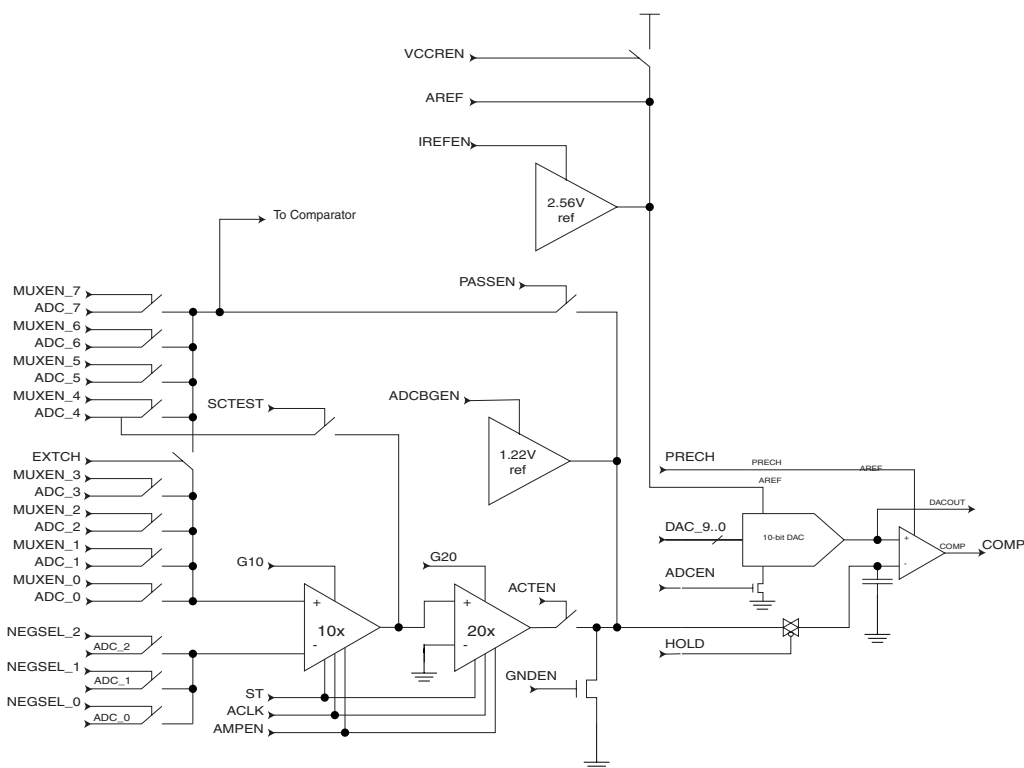 VCCREN
AREF
IREFEN
2.56V
ref
To Comparator
PASSEN
MUXEN_7
ADC_7
MUXEN_6
ADC_6
MUXEN_5
ADC_5
MUXEN_4
ADC_4
SCTEST
ADCBGEN
1.22V
ref
EXTCH
MUXEN_3
ADC_3
MUXEN_2
ADC_2
MUXEN_1
ADC_1
MUXEN_0
ADC_0
PRECH
PRECH
AREF
AREF
DACOUT
DAC_9..0
10-bit DAC
+
-
COMP
COMP
ADCEN
HOLD
G10
+
10x
-
G20
+
20x
-
ACTEN
GNDEN
NEGSEL_2
ADC_2
NEGSEL_1
ADC_1
NEGSEL_0
ADC_0
ST
ACLK
AMPEN